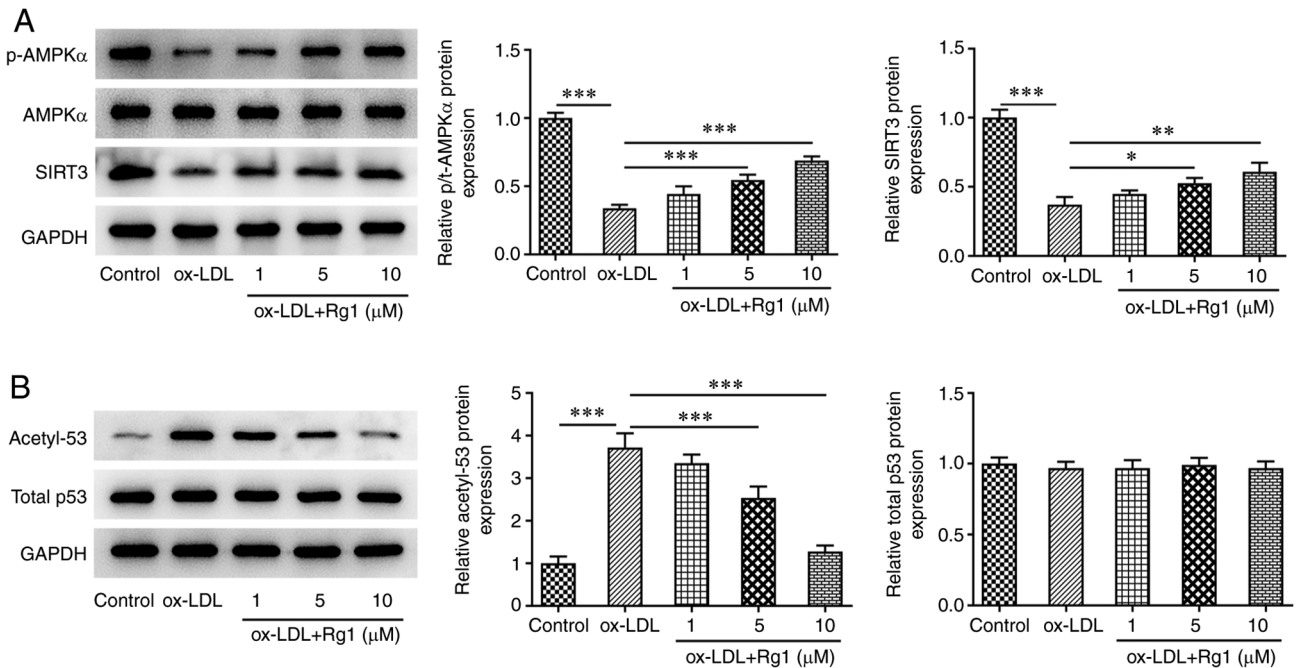 A
p-AMPKα
AMPKα
SIRT3
GAPDH
Control ox-LDL 1 5 10
ox-LDL+Rg1 (μM)
Relative p/t-AMPKα protein
expression
1.5
1.0
0.5
0.0
***
***
***
Control ox-LDL 1 5 10
ox-LDL+Rg1 (μM)
Relative SIRT3 protein
expression
1.5
1.0
0.5
0.0
***
**
*
Control ox-LDL 1 5 10
ox-LDL+Rg1 (μM)
B
Acetyl-53
Total p53
GAPDH
Control ox-LDL 1 5 10
ox-LDL+Rg1 (μM)
Relative acetyl-53 protein
expression
5
4
3
2
1
0
***
***
***
Control ox-LDL 1 5 10
ox-LDL+Rg1 (μM)
Relative total p53 protein
expression
1.5
1.0
0.5
0.0
Control ox-LDL 1 5 10
ox-LDL+Rg1 (μM)